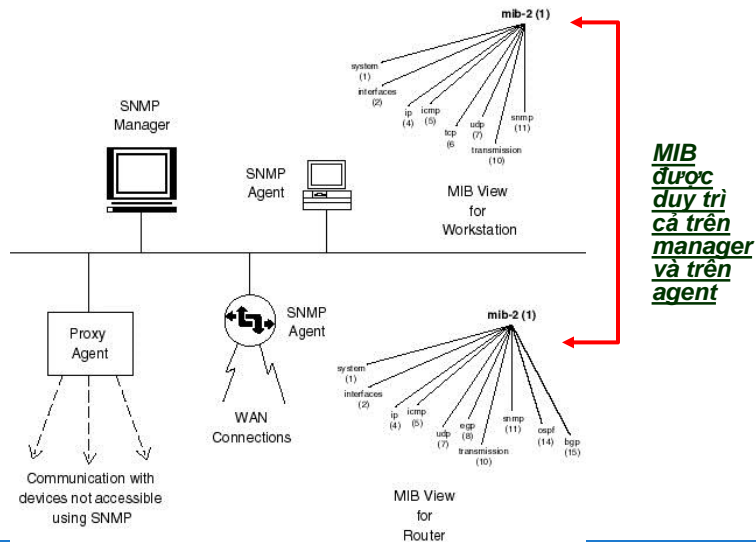 mib-2 (1)
system
(1)
interfaces
(2)
ip
(4)
icmp
(5)
tcp
(6
udp
(7)
transmission
(10)
snmp
(11)
MIB View
for
Workstation
SNMP
Manager
SNMP
Agent
MIB
được
duy trì
cả trên
manager
và trên
agent
Proxy
Agent
SNMP
Agent
WAN
Connections
Communication with
devices not accessible
using SNMP
mib-2 (1)
system
(1)
interfaces
(2)
ip
(4)
icmp
(5)
udp
(7)
egp
(8)
transmission
(10)
snmp
(11)
ospf
(14)
bgp
(15)
MIB View
for
Router